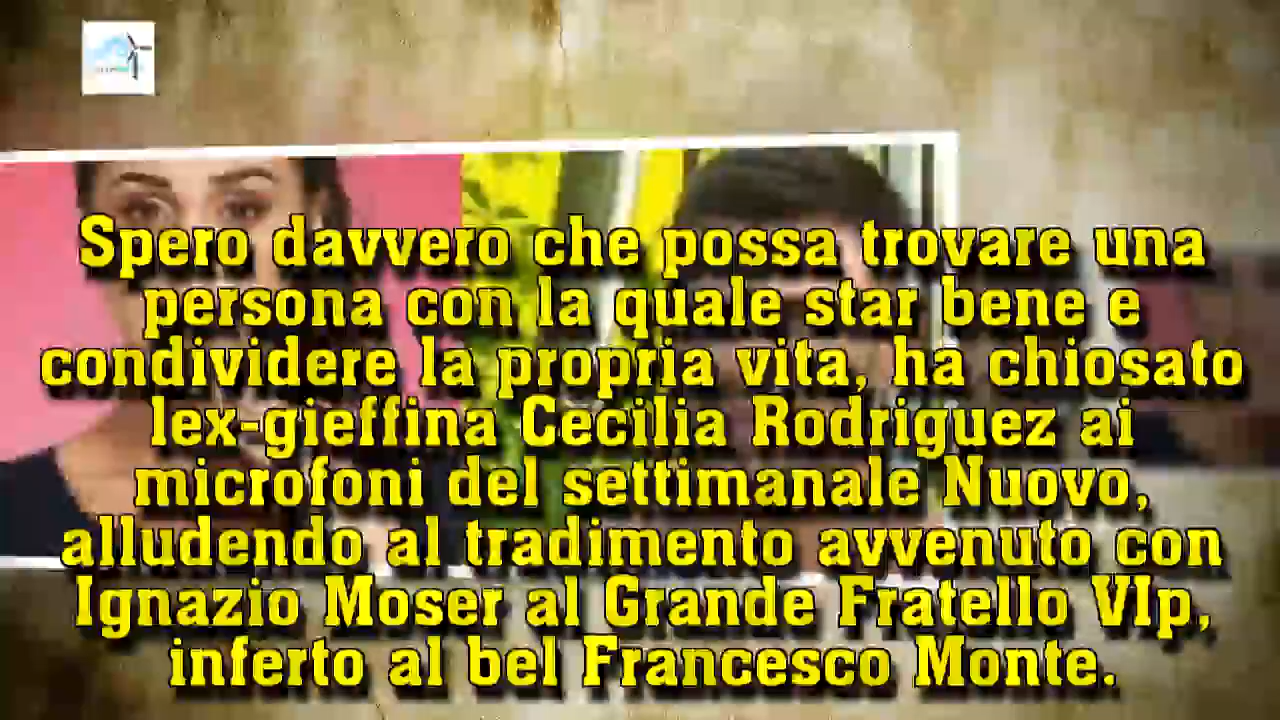 Spero davvero che possa trovare una
persona con la quale star bene e
condividere la propria vita, ha chiosato
lex-gieffina Cecilia Rodriguez ai
microfoni del settimanale Nuovo,
alludendo al tradimento avvenuto con
Ignazio Moser al Grande Fratello VIp,
inferto al bel Francesco Monte.